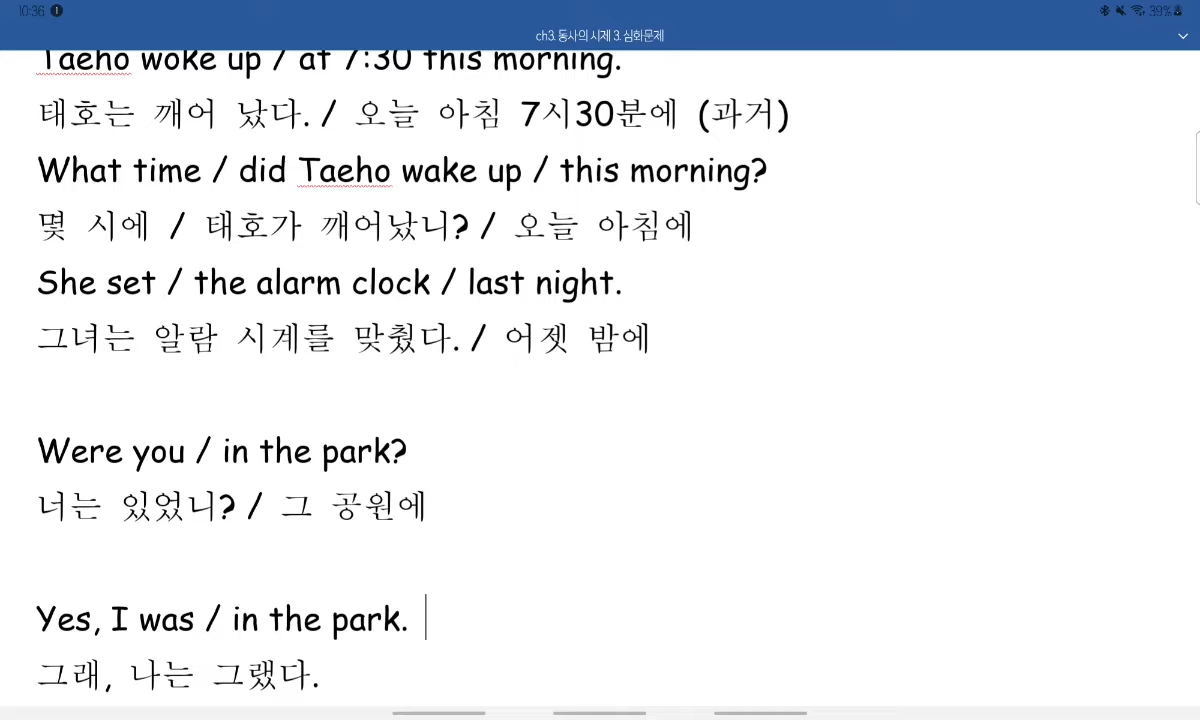 10:36
39%
ch3. 동사의 시제 3. 심화문제
Taeho woke up / at 7:30 this morning.
태호는 깨어 났다. / 오늘 아침 7시30분에 (과거)
What time / did Taeho wake up / this morning?
몇 시에 / 태호가 깨어났니? / 오늘 아침에
She set / the alarm clock / last night.
그녀는 알람 시계를 맞췄다. / 어젯 밤에
Were you / in the park?
너는 있었니? / 그 공원에
Yes, I was / in the park.
그래, 나는 그랬다.